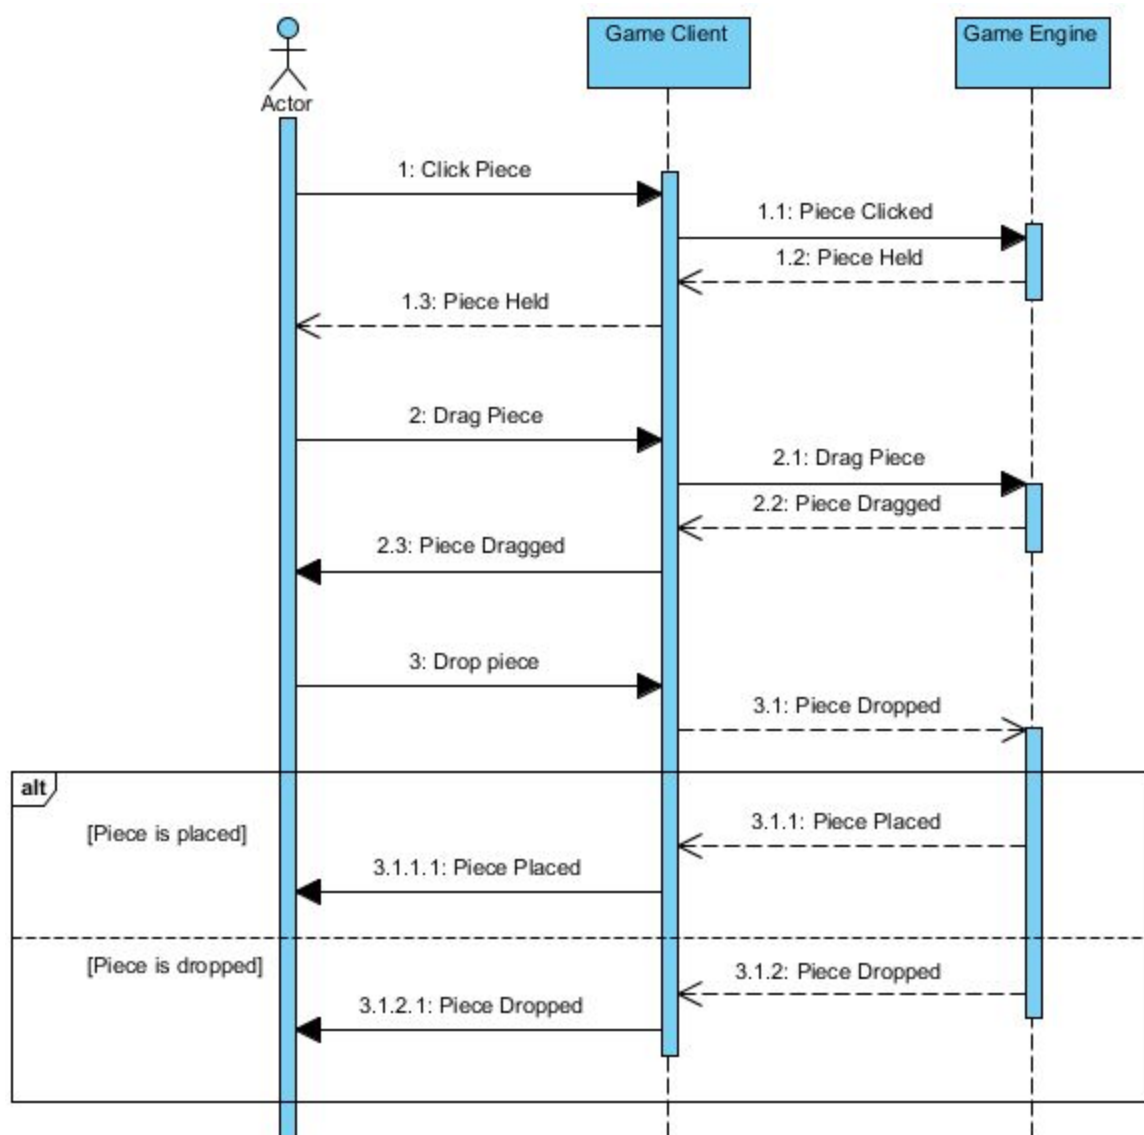 Game Client
Game Engine
Actor
1: Click Piece
1.1: Piece Clicked
1.2: Piece Held
1.3: Piece Held
2: Drag Piece
2.1: Drag Piece
2.2: Piece Dragged
2.3: Piece Dragged
3: Drop piece
3.1: Piece Dropped
alt
[Piece is placed]
3.1.1: Piece Placed
3.1.1.1: Piece Placed
[Piece is dropped]
3.1.2: Piece Dropped
3.1.2.1: Piece Dropped